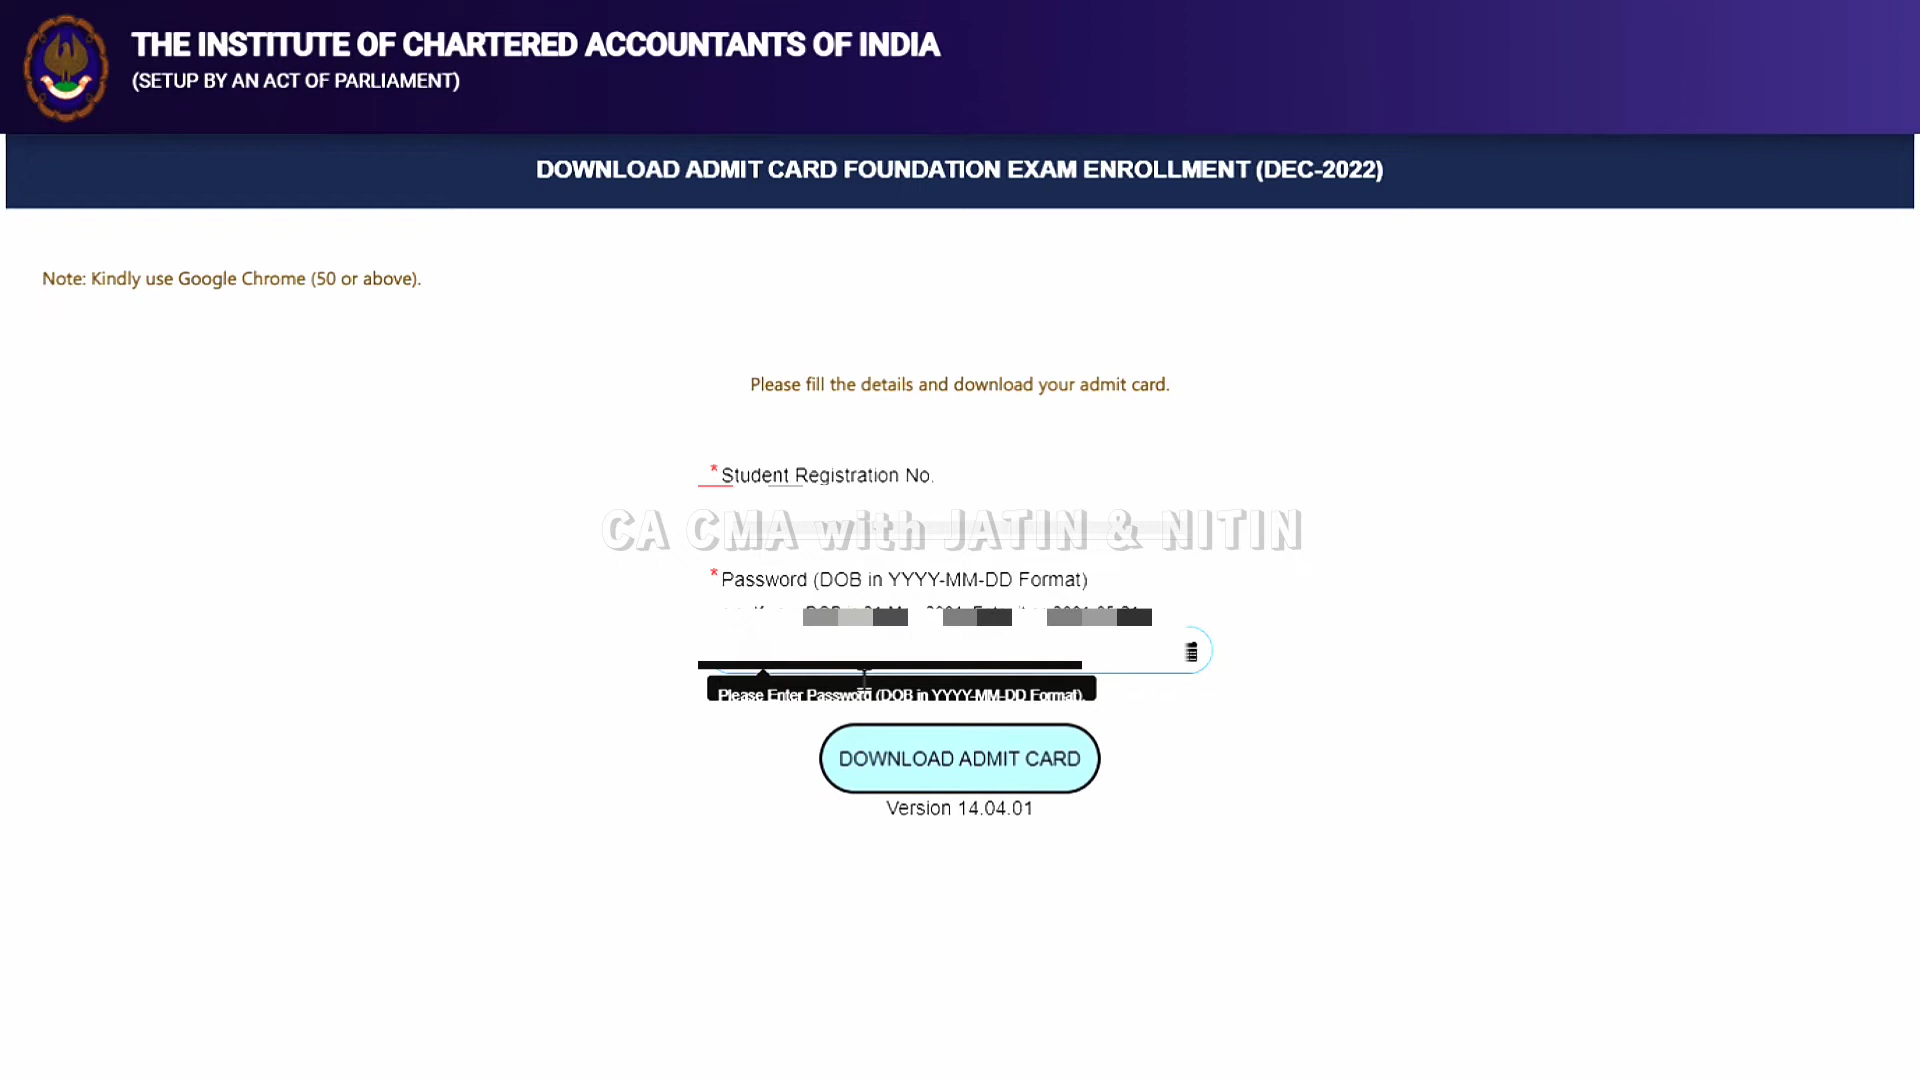 THE INSTITUTE OF CHARTERED ACCOUNTANTS OF INDIA
(SETUP BY AN ACT OF PARLIAMENT)
DOWNLOAD ADMIT CARD FOUNDATION EXAM ENROLLMENT (DEC-2022)
Note: Kindly use Google Chrome (50 or above).
Please fill the details and download your admit card.
*Student Registration No.
CA CMA with JATIN & NITIN
*Password (DOB in YYYY-MM-DD Format)
Please Enter Password (DOB in YYYY-MM-DD Format).
DOWNLOAD ADMIT CARD
Version 14.04.01